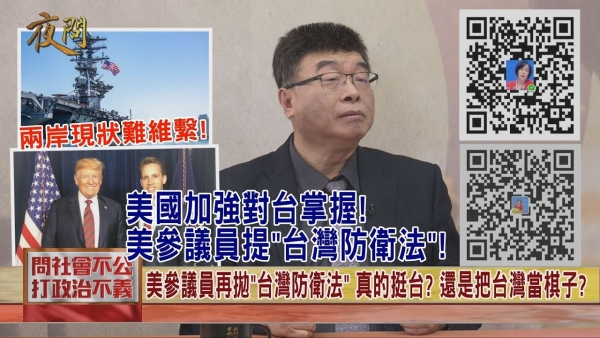 夜問
兩岸現狀難維繫!
美國加強對台掌握!
美參議員提"台灣防衛法"!
問社會不公
打政治不義
美參議員再拋"台灣防衛法" 真的挺台? 還是把台灣當棋子?